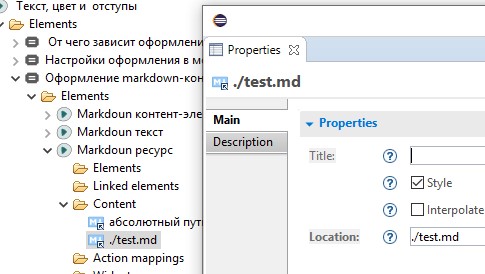 Текст, цвет и отступы
Elements
От чего зависит оформлени
Настройки оформления в м
Оформление markdown-кон
Elements
Markdoun контент-эле
Markdoun текст
Markdoun ресурс
Elements
Linked elements
Content
абсолютный пут
./test.md
Action mappings
Properties
./test.md
Main
Description
Properties
Title:
Style
Interpolate
Location:
./test.md